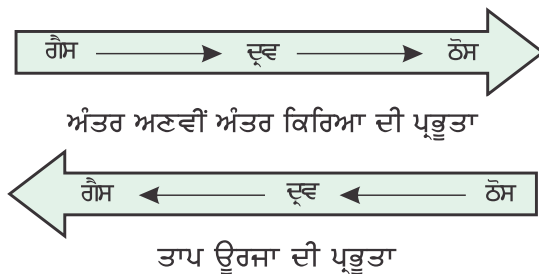 ਗੈਸ ਦ੍ਰਵ ਠੋਸ
ਅੰਤਰ ਅਣਵੀਂ ਅੰਤਰ ਕਿਰਿਆ ਦੀ ਪ੍ਰਭੂਤਾ
ਗੈਸ ਦ੍ਰਵ ਠੋਸ
ਤਾਪ ਊਰਜਾ ਦੀ ਪ੍ਰਭੂਤਾ